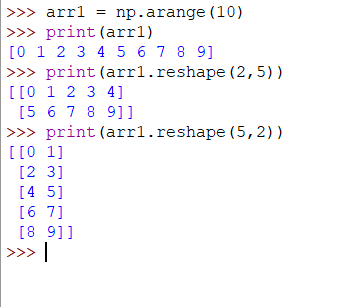 >>> arr1 = np.arange(10)
>>> print(arr1)
[0 1 2 3 4 5 6 7 8 9]
>>> print(arr1.reshape(2,5))
[[0 1 2 3 4]
 [5 6 7 8 9]]
>>> print(arr1.reshape(5,2))
[[0 1]
 [2 3]
 [4 5]
 [6 7]
 [8 9]]
>>>